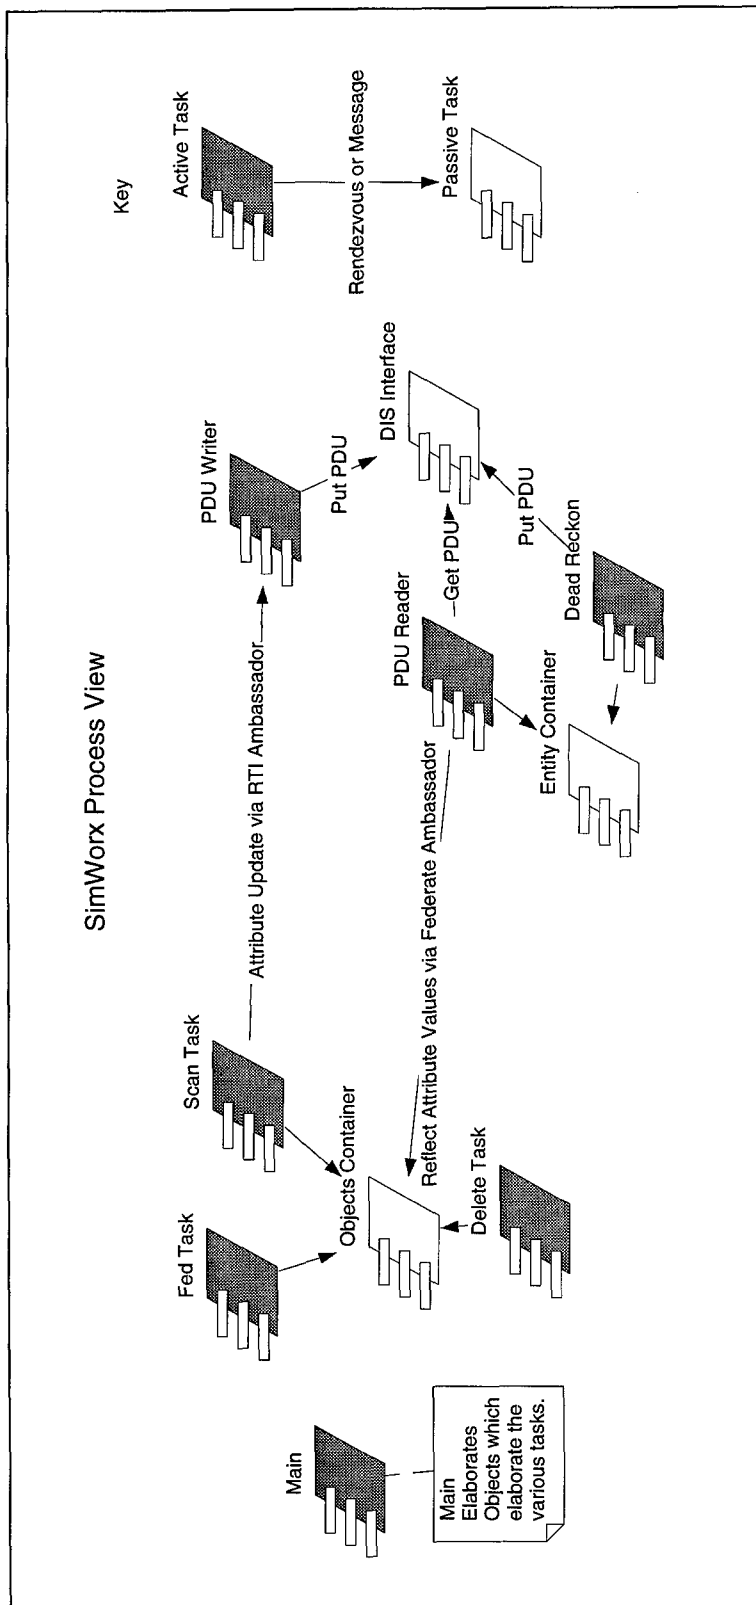 SimWorx Process View
Key
Active Task
Rendezvous or Message
Passive Task
PDU Writer
Put PDU
DIS Interface
Attribute Update via RTI Ambassador
Scan Task
Fed Task
Objects Container
Reflect Attribute Values via Federate Ambassador
PDU Reader
Get PDU
Put PDU
Dead Reckon
Entity Container
Delete Task
Main
Main
Elaborates
Objects which
elaborate the
various tasks.